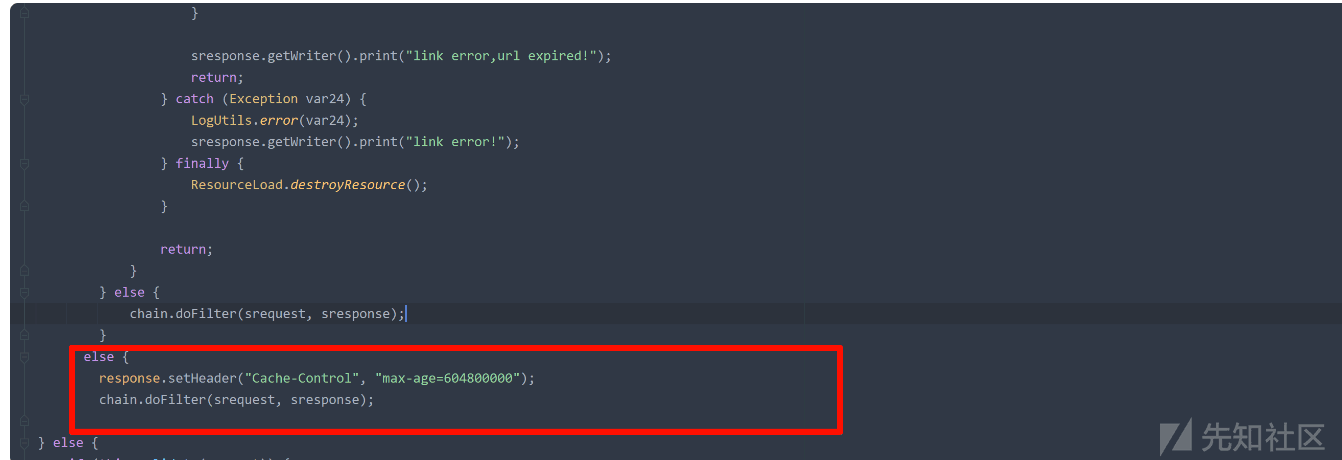 }
sresponse.getWriter().print("link error,url expired!");
return;
} catch (Exception var24) {
LogUtils.error(var24);
sresponse.getWriter().print("link error!");
} finally {
ResourceLoad.destroyResource();
}
return;
}
} else {
chain.doFilter(srequest, sresponse);
}
else {
response.setHeader("Cache-Control", "max-age=604800000");
chain.doFilter(srequest, sresponse);
} else {
先知社区